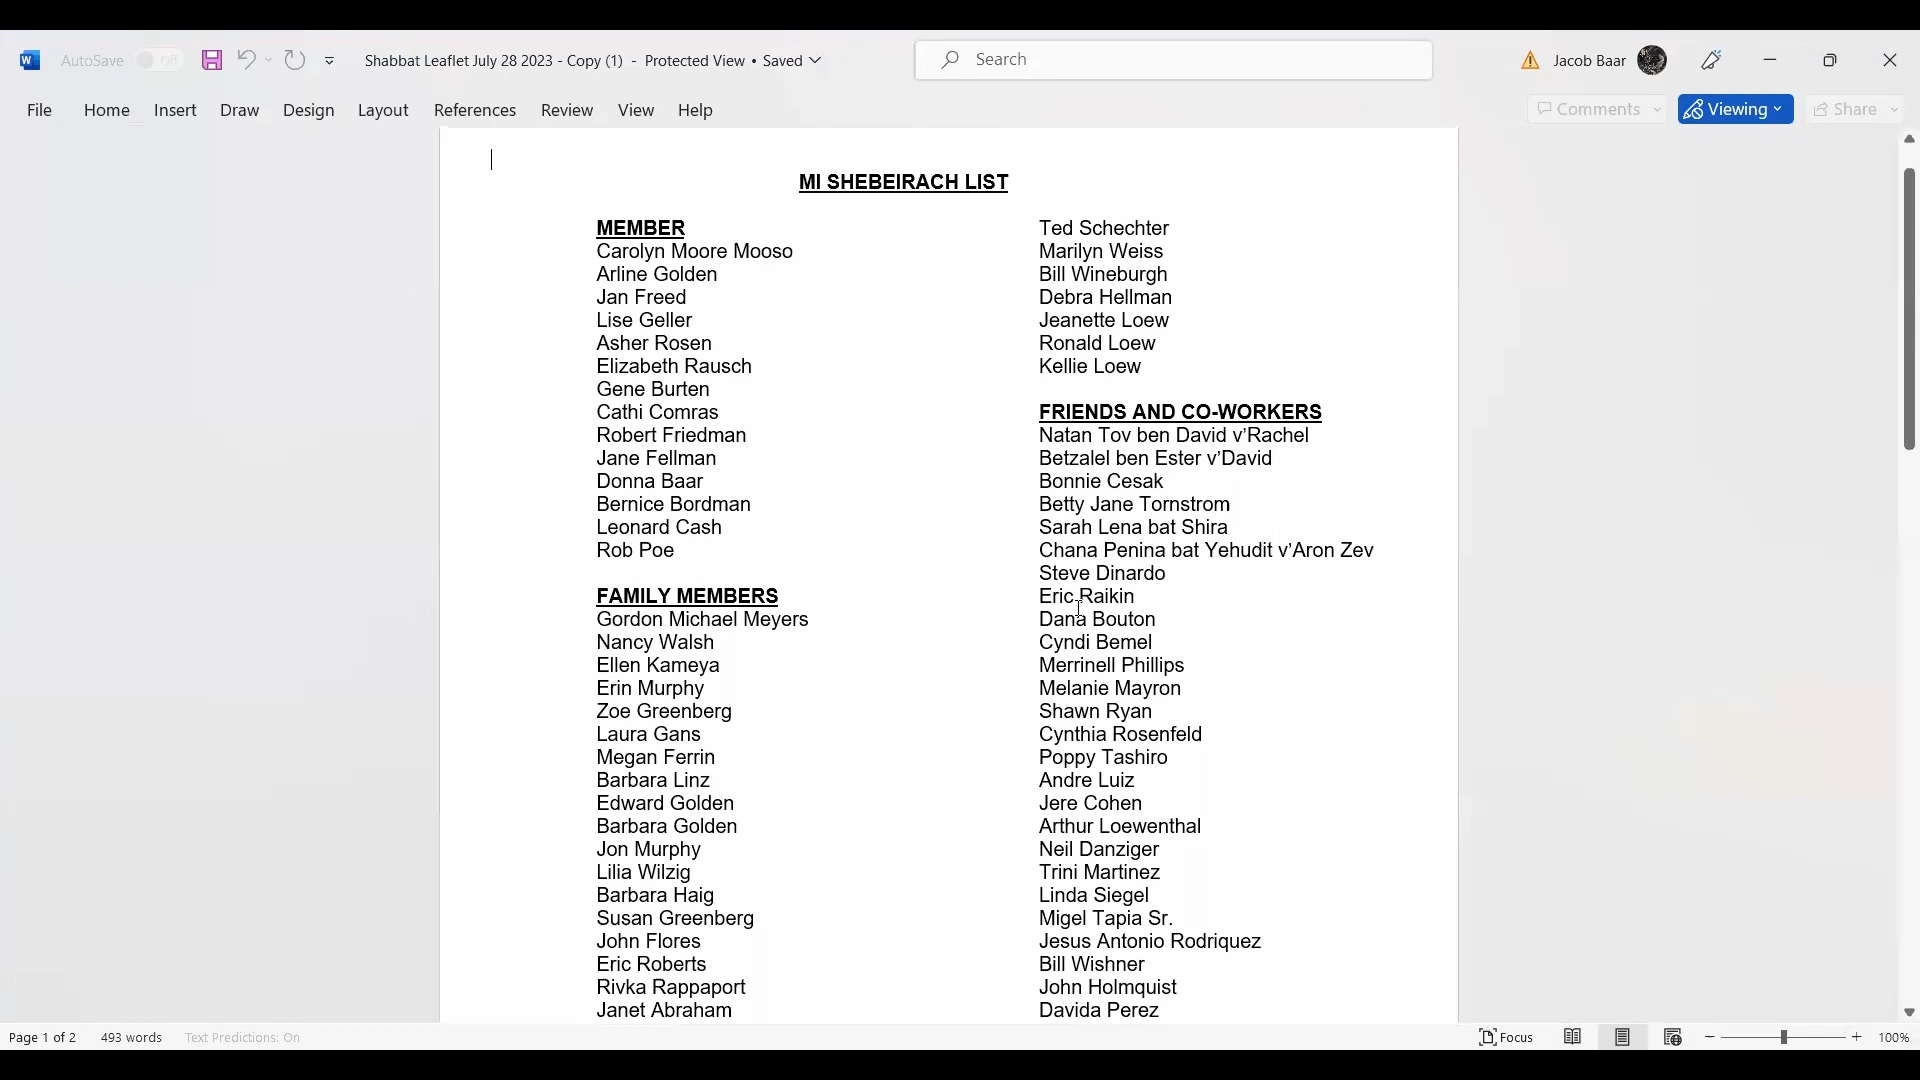 AutoSave Off Shabbat Leaflet July 28 2023 - Copy (1) - Protected View • Saved Search Jacob Baar
File Home Insert Draw Design Layout References Review View Help Comments Viewing Share
MI SHEBEIRACH LIST
MEMBER
Carolyn Moore Mooso
Arline Golden
Jan Freed
Lise Geller
Asher Rosen
Elizabeth Rausch
Gene Burten
Cathi Comras
Robert Friedman
Jane Fellman
Donna Baar
Bernice Bordman
Leonard Cash
Rob Poe
FAMILY MEMBERS
Gordon Michael Meyers
Nancy Walsh
Ellen Kameya
Erin Murphy
Zoe Greenberg
Laura Gans
Megan Ferrin
Barbara Linz
Edward Golden
Barbara Golden
Jon Murphy
Lilia Wilzig
Barbara Haig
Susan Greenberg
John Flores
Eric Roberts
Rivka Rappaport
Janet Abraham
Ted Schechter
Marilyn Weiss
Bill Wineburgh
Debra Hellman
Jeanette Loew
Ronald Loew
Kellie Loew
FRIENDS AND CO-WORKERS
Natan Tov ben David v’Rachel
Betzalel ben Ester v’David
Bonnie Cesak
Betty Jane Tornstrom
Sarah Lena bat Shira
Chana Penina bat Yehudit v’Aron Zev
Steve Dinardo
Eric Raikin
Dana Bouton
Cyndi Bemel
Merrinell Phillips
Melanie Mayron
Shawn Ryan
Cynthia Rosenfeld
Poppy Tashiro
Andre Luiz
Jere Cohen
Arthur Loewenthal
Neil Danziger
Trini Martinez
Linda Siegel
Migel Tapia Sr.
Jesus Antonio Rodriquez
Bill Wishner
John Holmquist
Davida Perez
Page 1 of 2 493 words Text Predictions: On Focus 100%